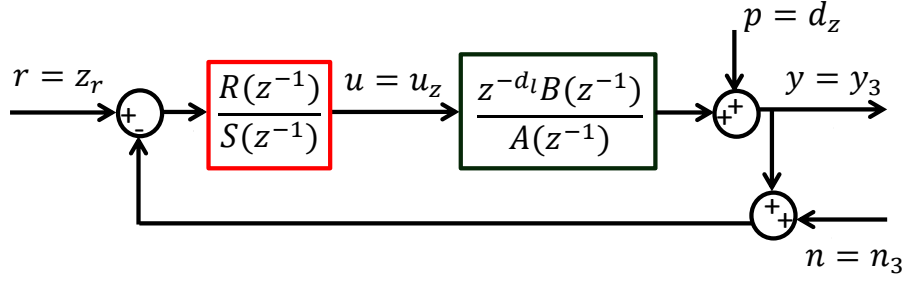 p = d_z
r = z_r
u = u_z
y = y_3
R(z^{-1})
S(z^{-1})
z^{-d_l}B(z^{-1})
A(z^{-1})
+
-
+
+
+
+
n = n_3